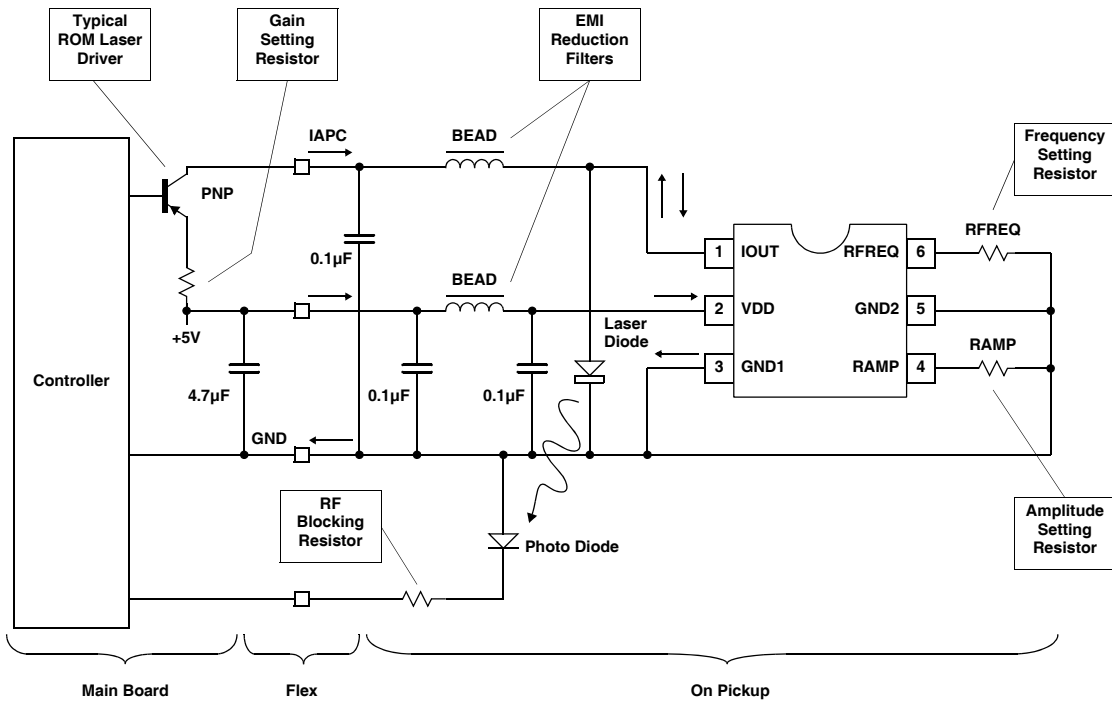 Typical
ROM Laser
Driver
Gain
Setting
Resistor
EMI
Reduction
Filters
Frequency
Setting
Resistor
IAPC
BEAD
PNP
0.1µF
BEAD
+5V
4.7µF
0.1µF
0.1µF
Laser
Diode
Controller
GND
1 IOUT
2 VDD
3 GND1
RFREQ 6
GND2 5
RAMP 4
RFREQ
RAMP
RF
Blocking
Resistor
Photo Diode
Amplitude
Setting
Resistor
Main Board
Flex
On Pickup